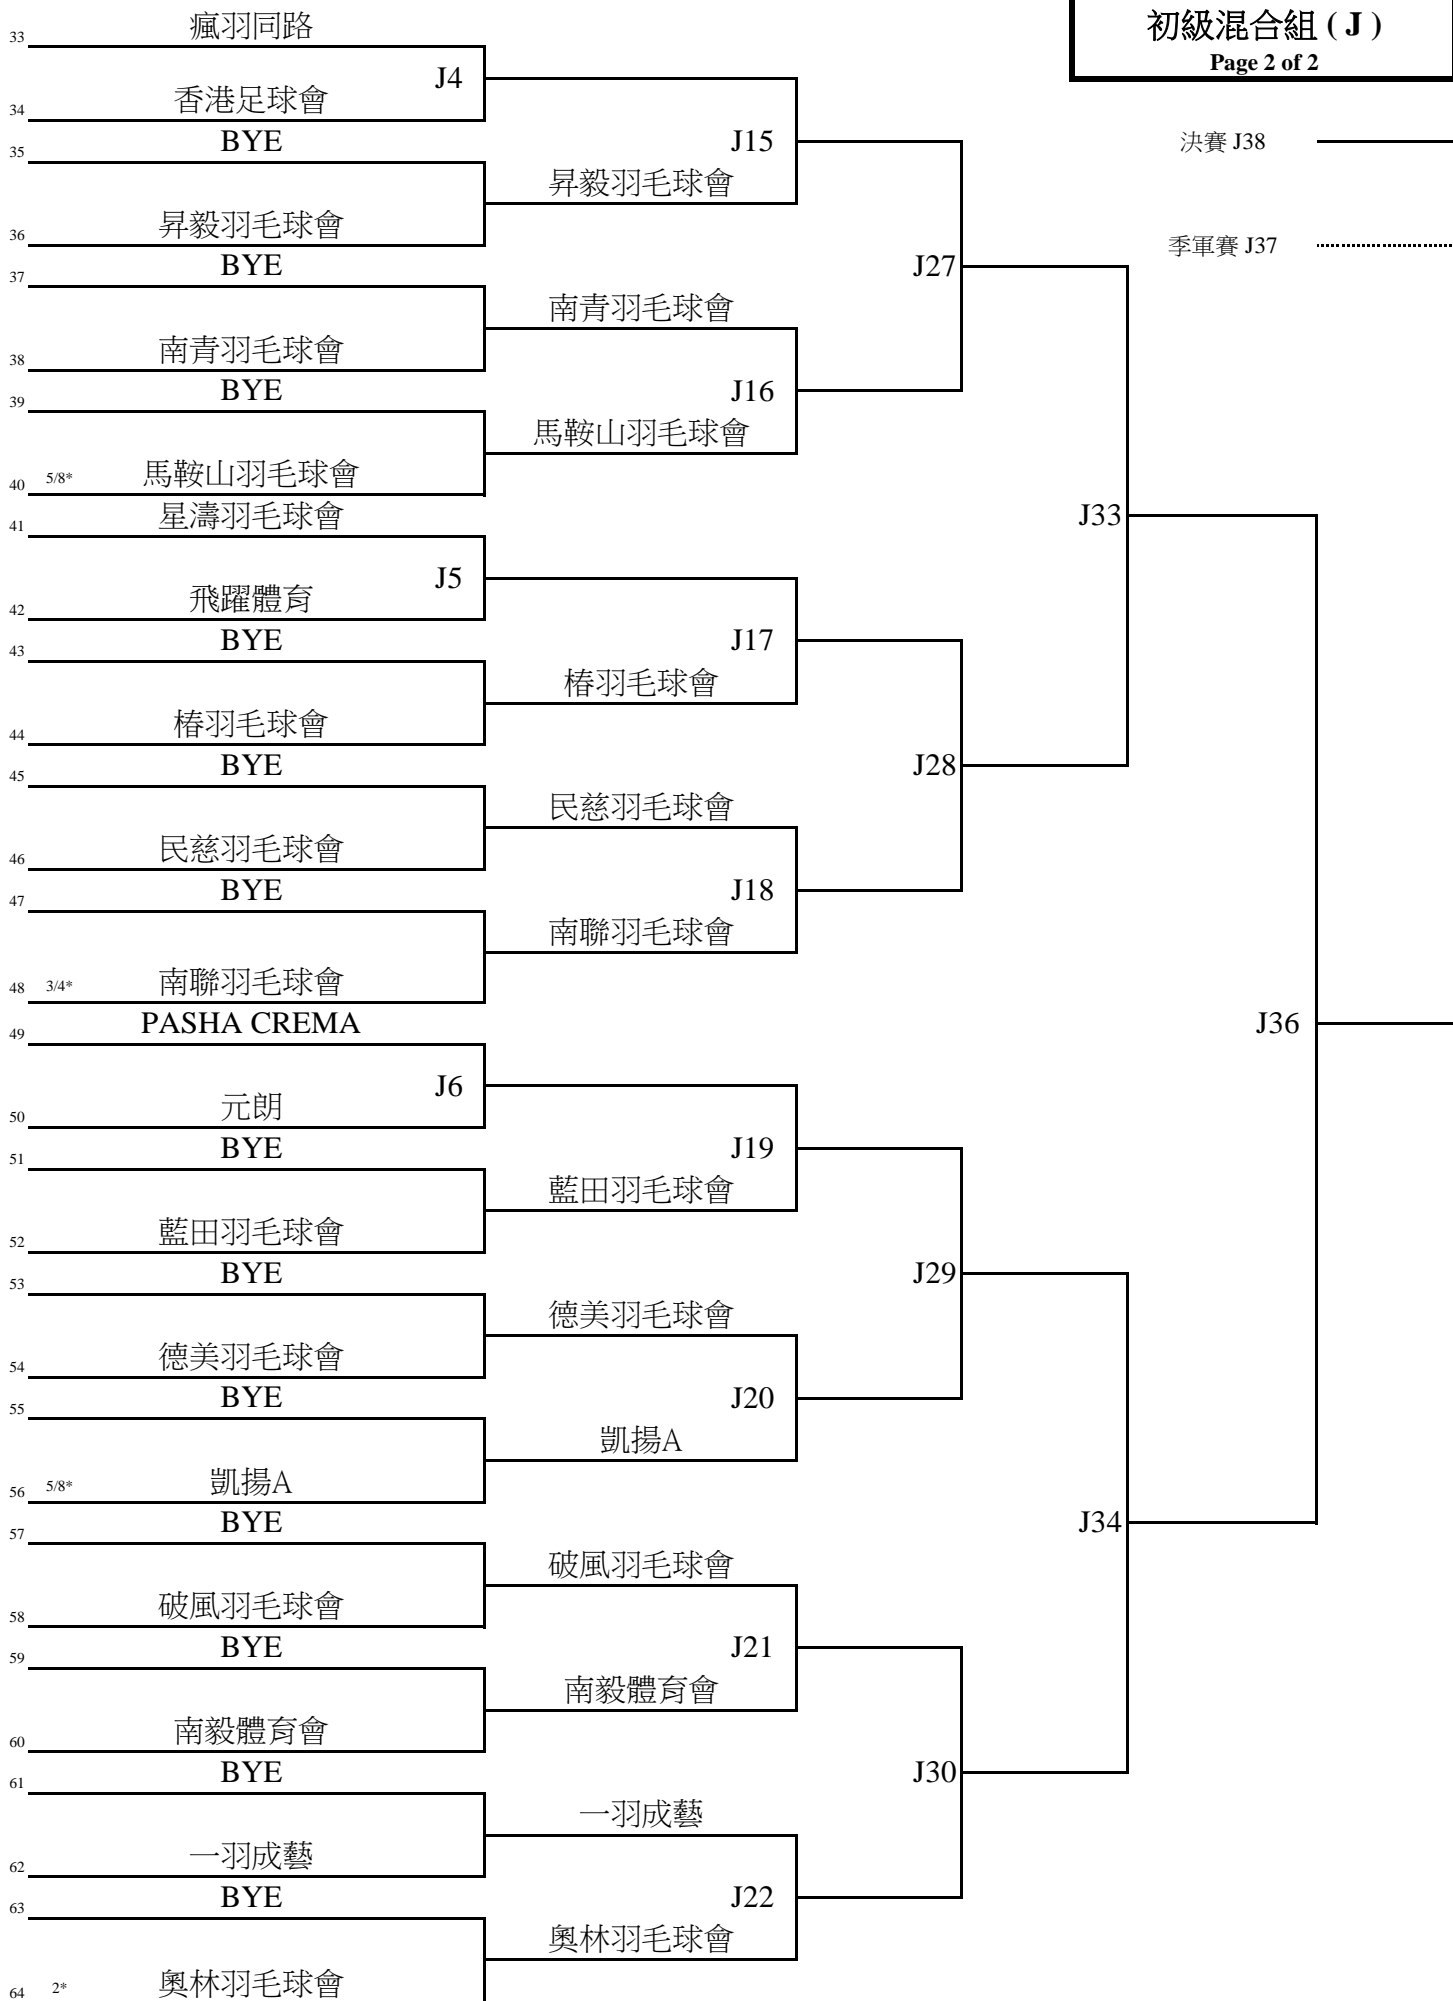 初級混合組 ( J )
Page 2 of 2
決賽 J38
季軍賽 J37
33 瘋羽同路
J4
34 香港足球會
35 BYE
J15
昇毅羽毛球會
36 昇毅羽毛球會
37 BYE
J27
南青羽毛球會
38 南青羽毛球會
39 BYE
J16
馬鞍山羽毛球會
40 5/8* 馬鞍山羽毛球會
41 星濤羽毛球會
J33
J5
42 飛躍體育
43 BYE
J17
椿羽毛球會
44 椿羽毛球會
45 BYE
J28
民慈羽毛球會
46 民慈羽毛球會
47 BYE
J18
南聯羽毛球會
48 3/4* 南聯羽毛球會
49 PASHA CREMA
J36
J6
50 元朗
51 BYE
J19
藍田羽毛球會
52 藍田羽毛球會
53 BYE
J29
德美羽毛球會
54 德美羽毛球會
55 BYE
J20
凱揚A
56 5/8* 凱揚A
57 BYE
J34
破風羽毛球會
58 破風羽毛球會
59 BYE
J21
南毅體育會
60 南毅體育會
61 BYE
J30
一羽成藝
62 一羽成藝
63 BYE
J22
奧林羽毛球會
64 2* 奧林羽毛球會